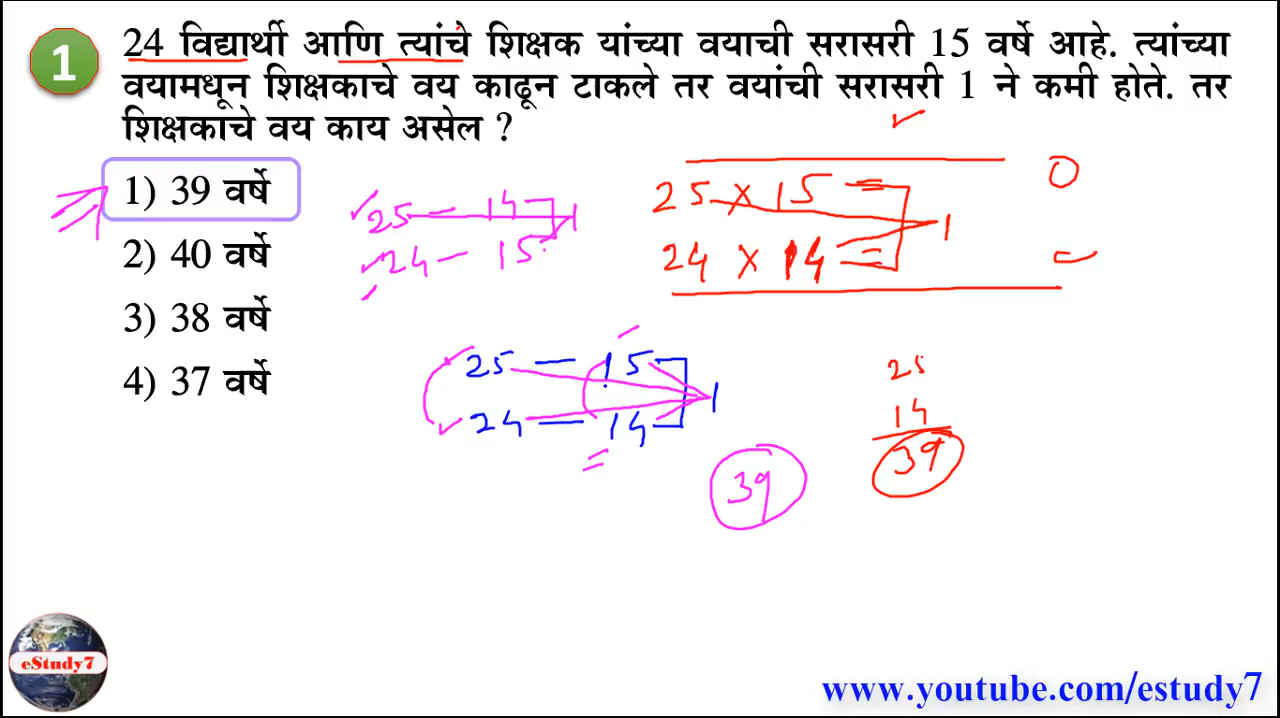 1
24 विद्यार्थी आणि त्यांचे शिक्षक यांच्या वयाची सरासरी 15 वर्षे आहे. त्यांच्या
वयामधून शिक्षकाचे वय काढून टाकले तर वयांची सरासरी 1 ने कमी होते. तर
शिक्षकाचे वय काय असेल ?
1) 39 वर्षे
2) 40 वर्षे
3) 38 वर्षे
4) 37 वर्षे
25 — 14
24 — 15
1
25 × 15 =
24 × 14 =
1
0
25 — 15
24 — 14
1
39
25
14
39
eStudy7
www.youtube.com/estudy7